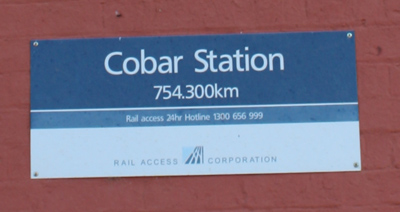 Cobar Station
754.300km
Rail access 24hr Hotline 1300 656 999
RAIL ACCESS CORPORATION